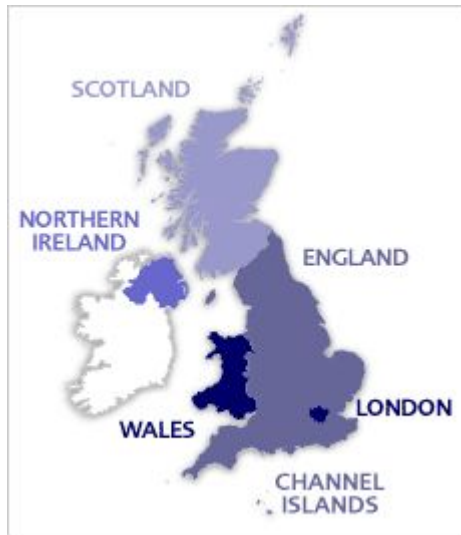 SCOTLAND
NORTHERN
IRELAND
ENGLAND
WALES
LONDON
CHANNEL
ISLANDS